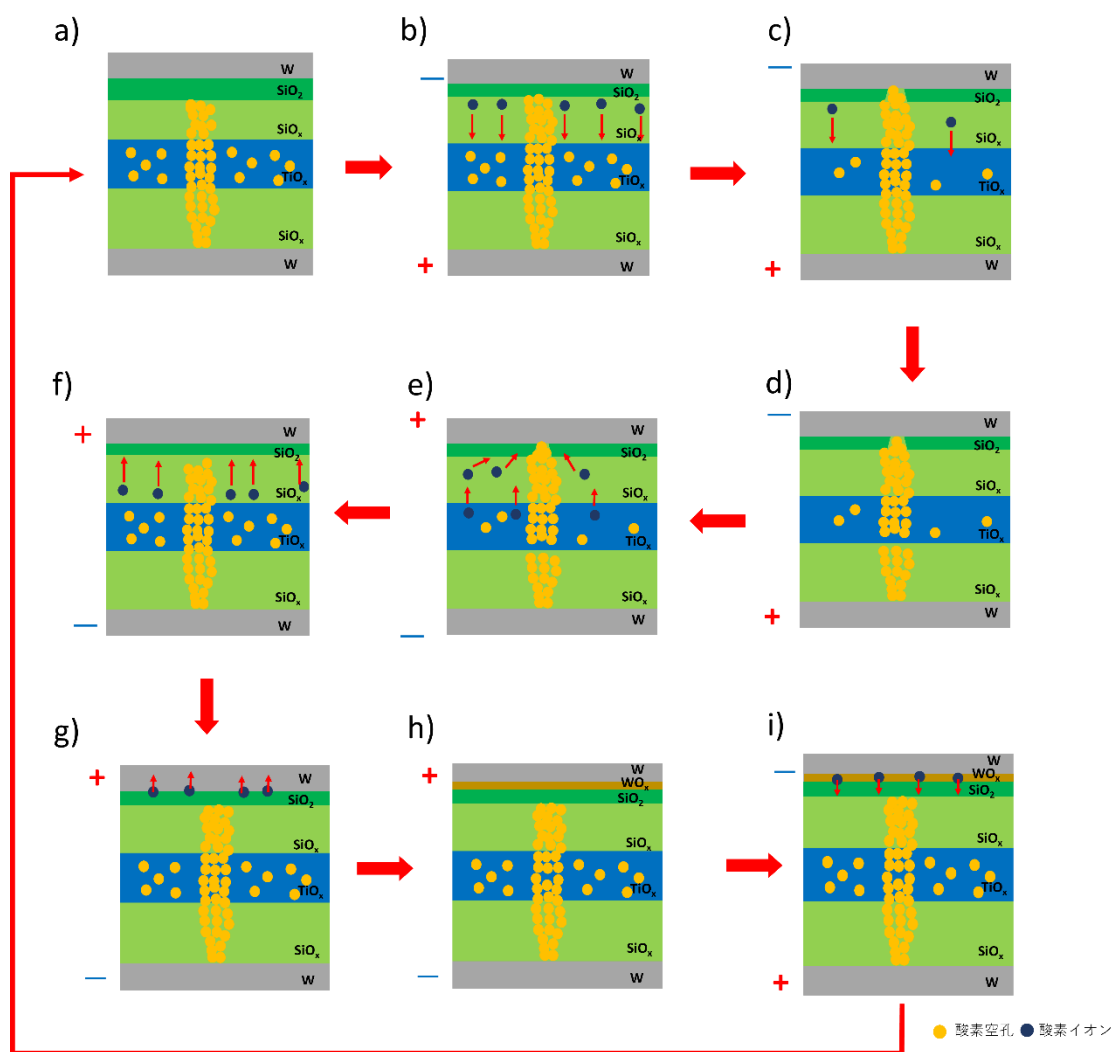 a)
W
SiO₂
SiOₓ
TiOₓ
SiOₓ
W
b)
—
W
SiO₂
SiOₓ
TiOₓ
SiOₓ
+
W
c)
—
W
SiO₂
SiOₓ
TiOₓ
SiOₓ
+
W
f)
+
W
SiO₂
SiOₓ
TiOₓ
SiOₓ
—
W
e)
+
W
SiO₂
SiOₓ
TiOₓ
SiOₓ
—
W
d)
—
W
SiO₂
SiOₓ
TiOₓ
SiOₓ
+
W
g)
+
W
SiO₂
SiOₓ
TiOₓ
SiOₓ
—
W
h)
+
W
WOₓ
SiO₂
SiOₓ
TiOₓ
SiOₓ
—
W
i)
—
W
WOₓ
SiO₂
SiOₓ
TiOₓ
SiOₓ
+
W
酸素空孔 酸素イオン